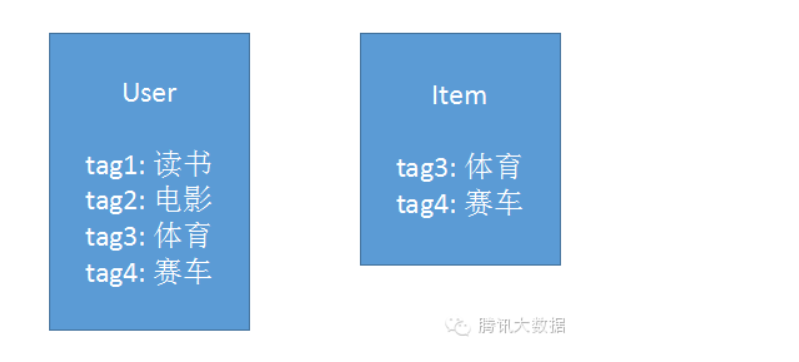 User
tag1: 读书
tag2: 电影
tag3: 体育
tag4: 赛车
Item
tag3: 体育
tag4: 赛车
腾讯大数据